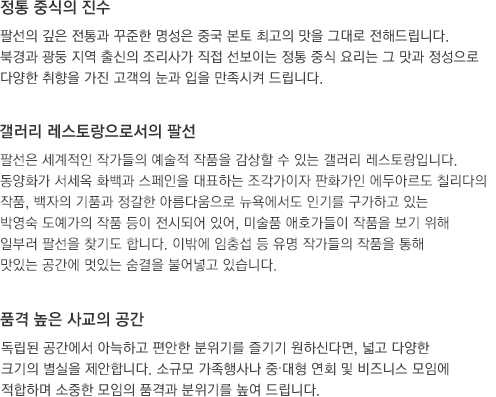 정통 중식의 진수
팔선의 깊은 전통과 꾸준한 명성은 중국 본토 최고의 맛을 그대로 전해드립니다.
북경과 광둥 지역 출신의 조리사가 직접 선보이는 정통 중식 요리는 그 맛과 정성으로
다양한 취향을 가진 고객의 눈과 입을 만족시켜 드립니다.
갤러리 레스토랑으로서의 팔선
팔선은 세계적인 작가들의 예술적 작품을 감상할 수 있는 갤러리 레스토랑입니다.
동양화가 서세옥 화백과 스페인을 대표하는 조각가이자 판화가인 에두아르도 칠리다의
작품, 백자의 기품과 정갈한 아름다움으로 뉴욕에서도 인기를 구가하고 있는
박영숙 도예가의 작품 등이 전시되어 있어, 미술품 애호가들이 작품을 보기 위해
일부러 팔선을 찾기도 합니다. 이밖에 임충섭 등 유명 작가들의 작품을 통해
맛있는 공간에 멋있는 숨결을 불어넣고 있습니다.
품격 높은 사교의 공간
독립된 공간에서 아늑하고 편안한 분위기를 즐기기 원하신다면, 넓고 다양한
크기의 별실을 제안합니다. 소규모 가족행사나 중·대형 연회 및 비즈니스 모임에
적합하며 소중한 모임의 품격과 분위기를 높여 드립니다.